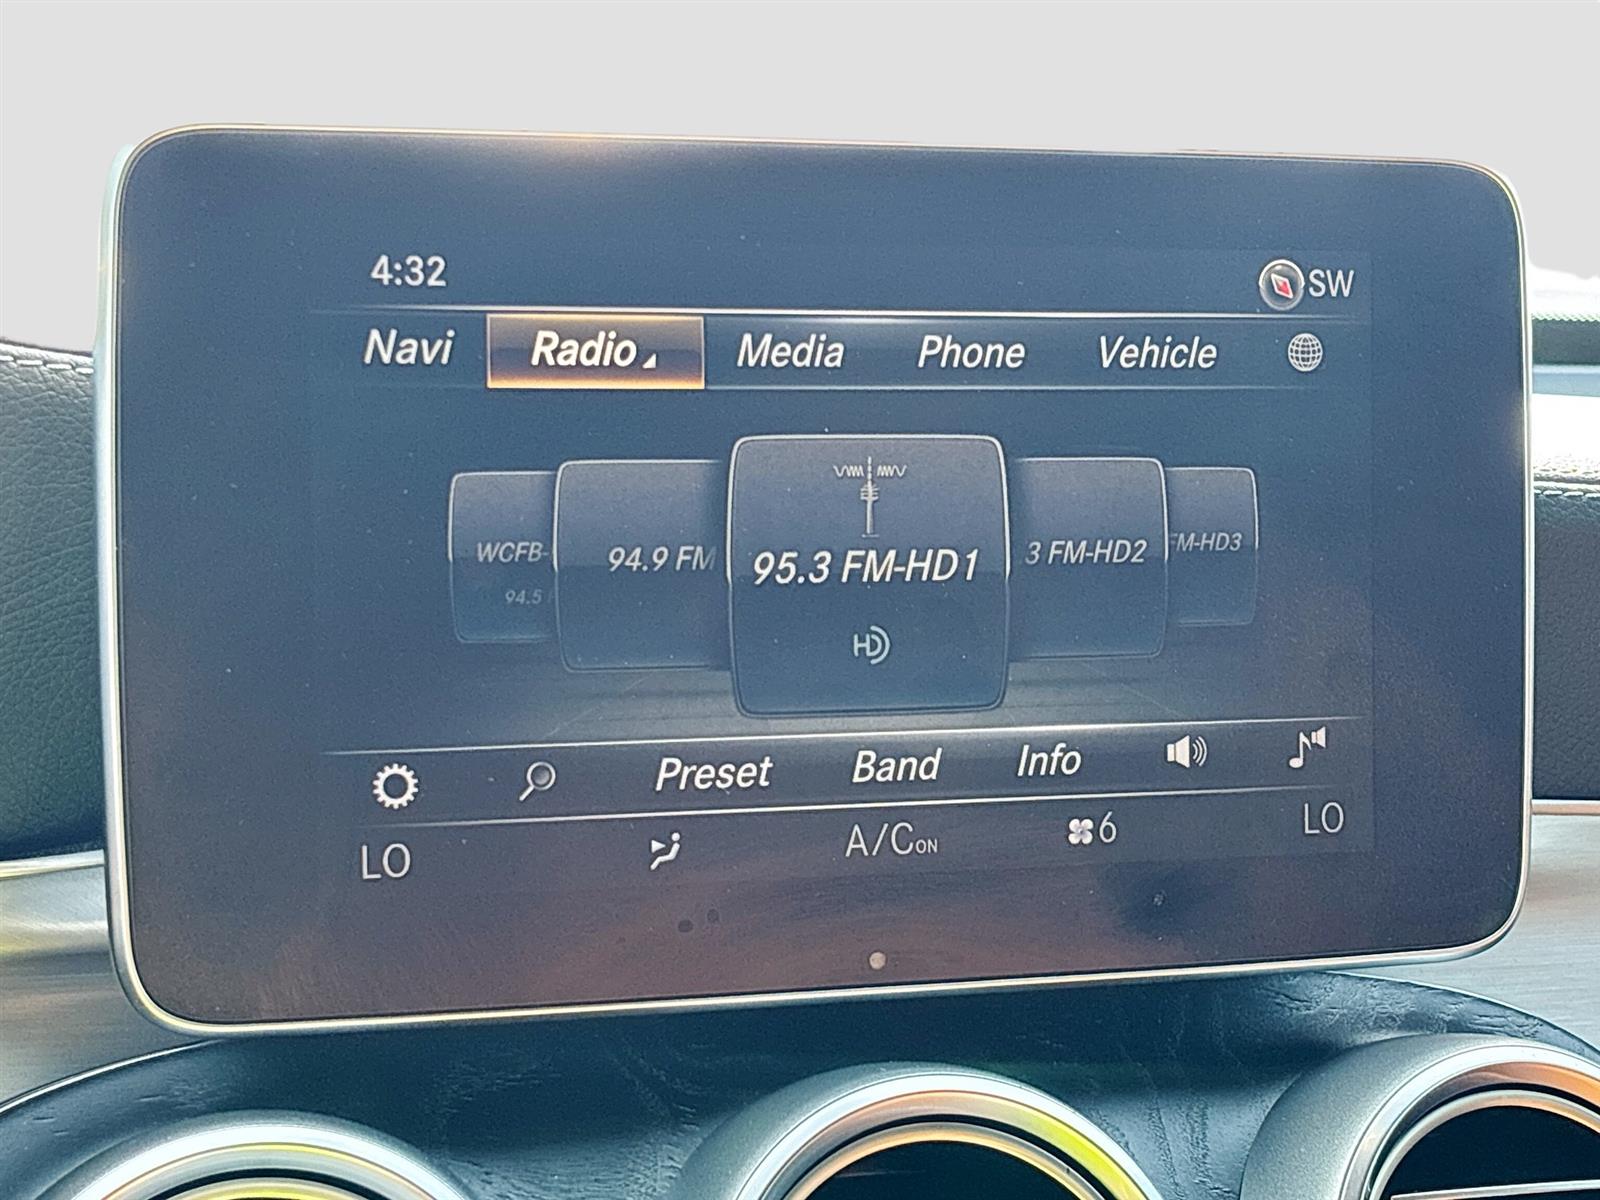 4:32
SW
Navi Radio Media Phone Vehicle
WCFB- 94.9 FM 95.3 FM-HD1 3 FM-HD2 FM-HD3
94.5
HD
Preset Band Info
LO A/C ON 6 LO